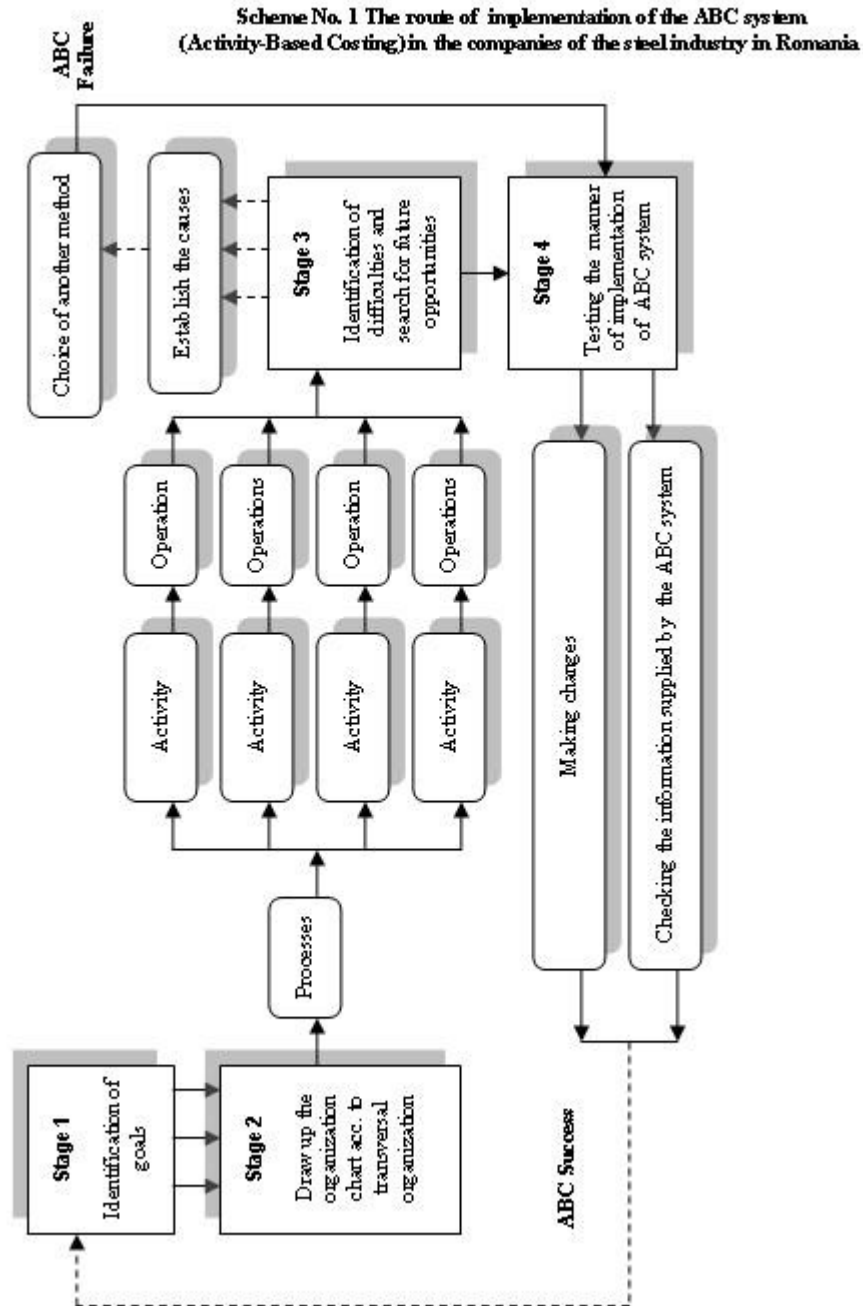 Scheme No. 1 The route of implementation of the ABC system
(Activity-Based Costing) in the companies of the steel industry in Romania
Stage 1
Identification of
goals
Stage 2
Draw up the
organization
chart acc. to
transversal
organization
Processes
Activity
Activity
Activity
Activity
Operation
Operations
Operation
Operations
Stage 3
Identification of
difficulties and
search for future
opportunities
Establish the causes
Choice of another method
ABC
Failure
Stage 4
Testing the manner
of implementation
of ABC system
Making changes
Checking the information supplied by the ABC system
ABC Success